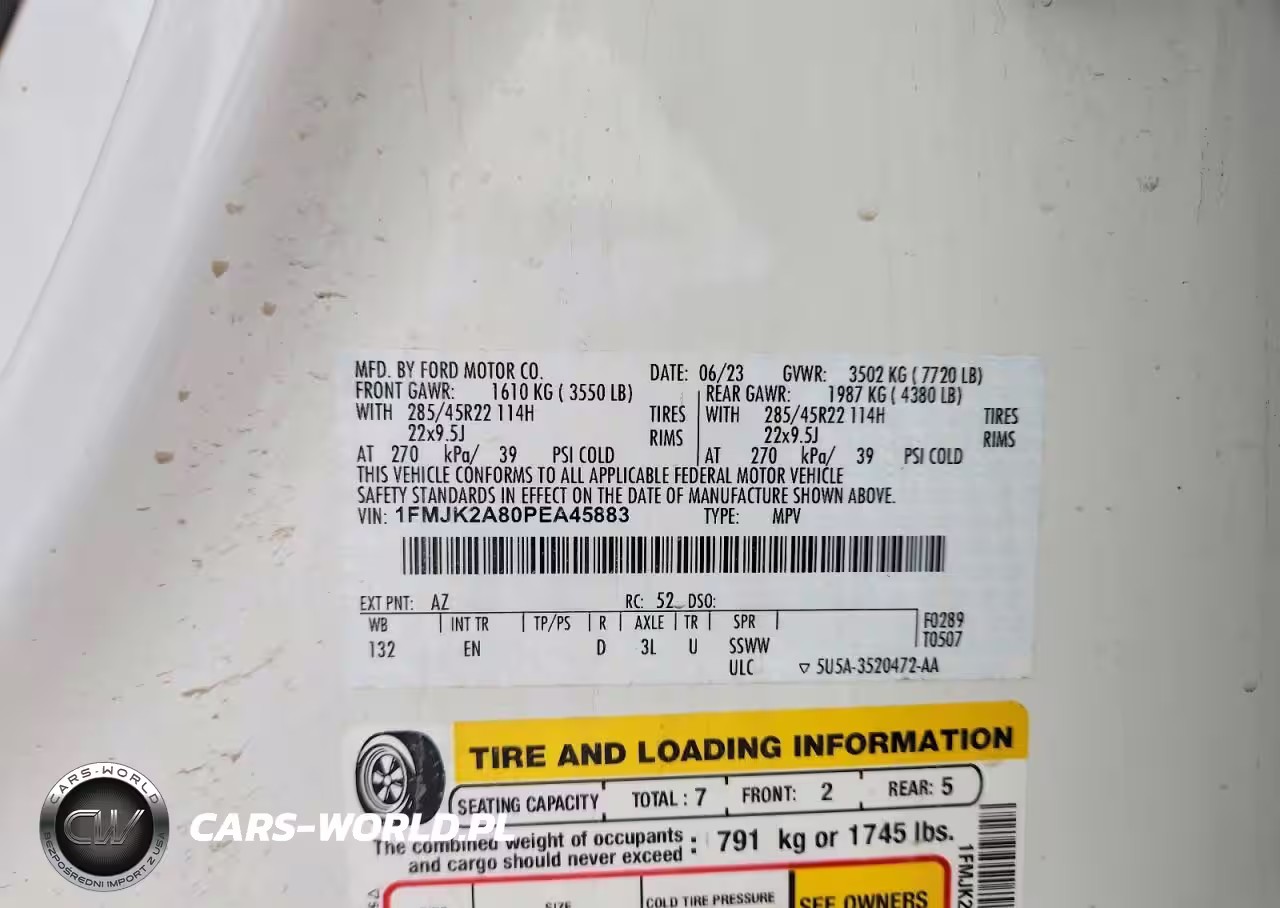 MFD. BY FORD MOTOR CO. DATE: 06/23 GVWR: 3502 KG ( 7720 LB)
FRONT GAWR: 1610 KG ( 3550 LB) REAR GAWR: 1987 KG ( 4380 LB)
WITH 285/45R22 114H TIRES WITH 285/45R22 114H TIRES
22x9.5J RIMS 22x9.5J RIMS
AT 270 kPa/ 39 PSI COLD AT 270 kPa/ 39 PSI COLD
THIS VEHICLE CONFORMS TO ALL APPLICABLE FEDERAL MOTOR VEHICLE
SAFETY STANDARDS IN EFFECT ON THE DATE OF MANUFACTURE SHOWN ABOVE.
VIN: 1FMJK2A80PEA45883 TYPE: MPV
EXT PNT: AZ RC: 52 DSO:
WB INT TR TP/PS R AXLE TR SPR F0289
132 EN D 3L U SSWW T0507
ULC ▽ 5U5A-3520472-AA
TIRE AND LOADING INFORMATION
SEATING CAPACITY TOTAL : 7 FRONT: 2 REAR: 5
The combined weight of occupants and cargo should never exceed : 791 kg or 1745 lbs.
SIZE COLD TIRE PRESSURE SEE OWNERS
1FMJK2
CARS-WORLD
CW
BEZPOŚREDNI IMPORT Z USA
CARS-WORLD.PL